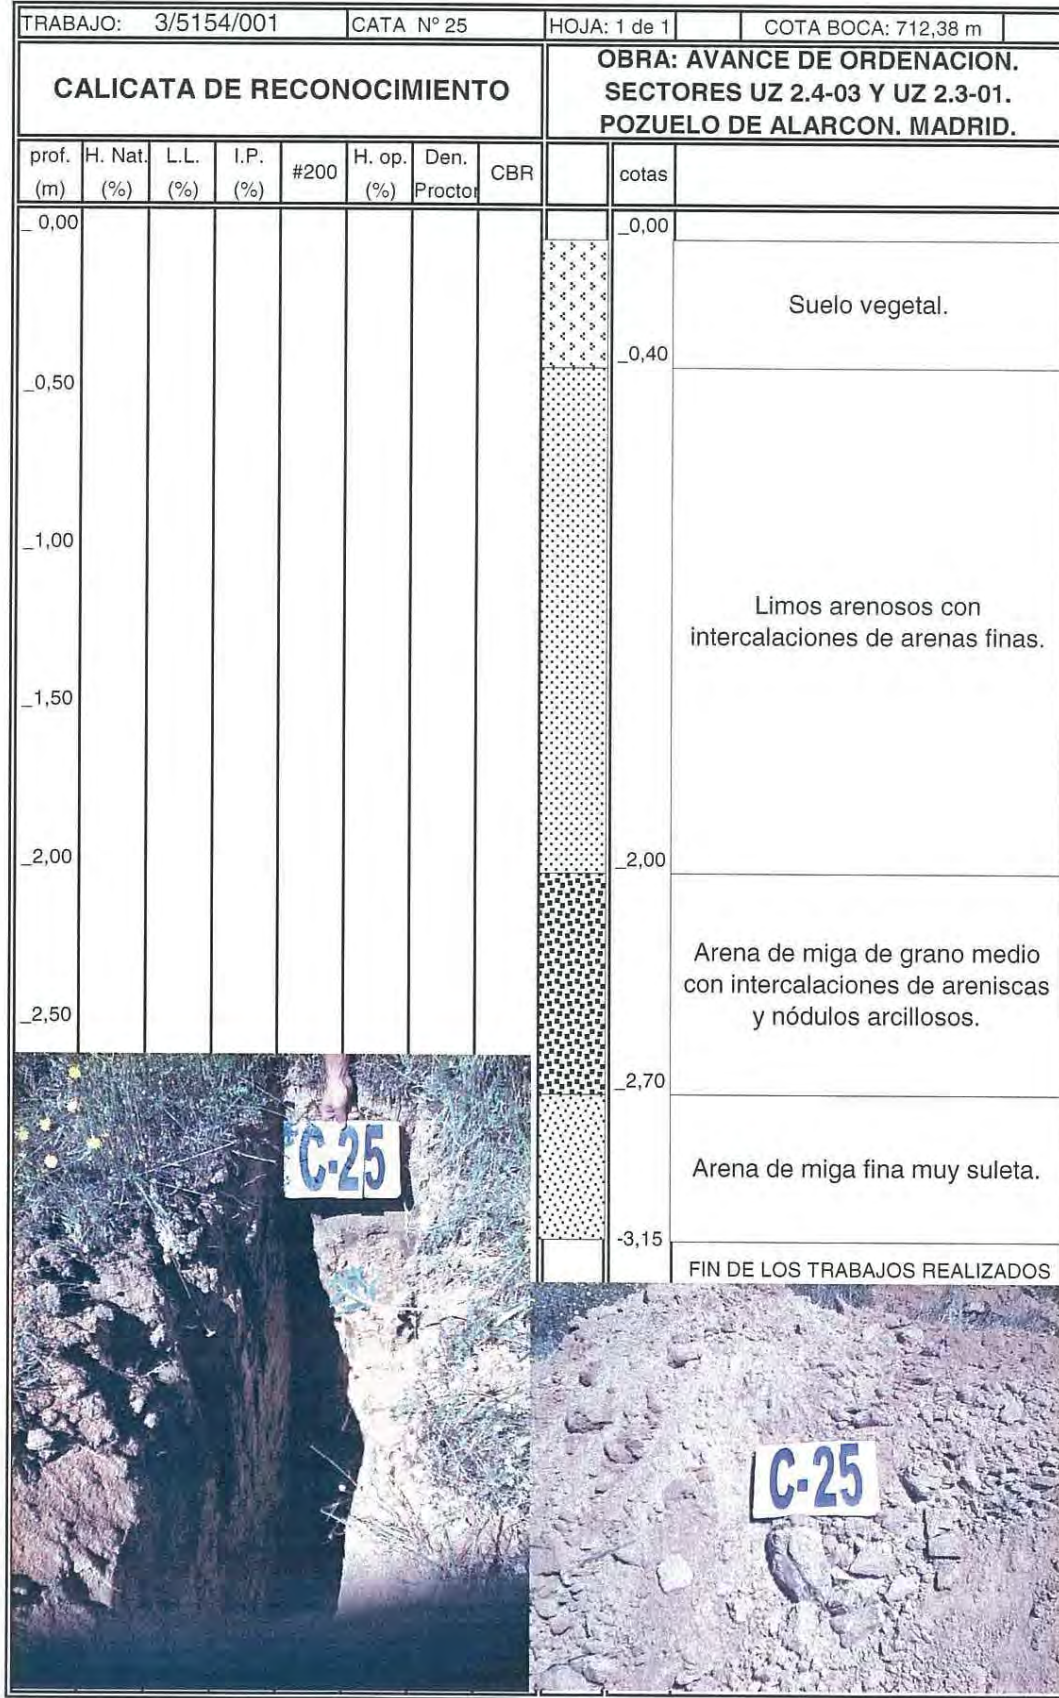 TRABAJO: 3/5154/001 CATA Nº 25 HOJA: 1 de 1 COTA BOCA: 712,38 m
CALICATA DE RECONOCIMIENTO
OBRA: AVANCE DE ORDENACION.
SECTORES UZ 2.4-03 Y UZ 2.3-01.
POZUELO DE ALARCON. MADRID.
prof. H. Nat. L.L. I.P. #200 H. op. Den. CBR cotas
(m) (%) (%) (%) (%) Proctor
_ 0,00 _0,00
Suelo vegetal.
_0,40
_0,50
_1,00
Limos arenosos con
intercalaciones de arenas finas.
_1,50
_2,00 _2,00
Arena de miga de grano medio
con intercalaciones de areniscas
y nódulos arcillosos.
_2,50
_2,70
Arena de miga fina muy suleta.
-3,15
FIN DE LOS TRABAJOS REALIZADOS
C-25
C-25